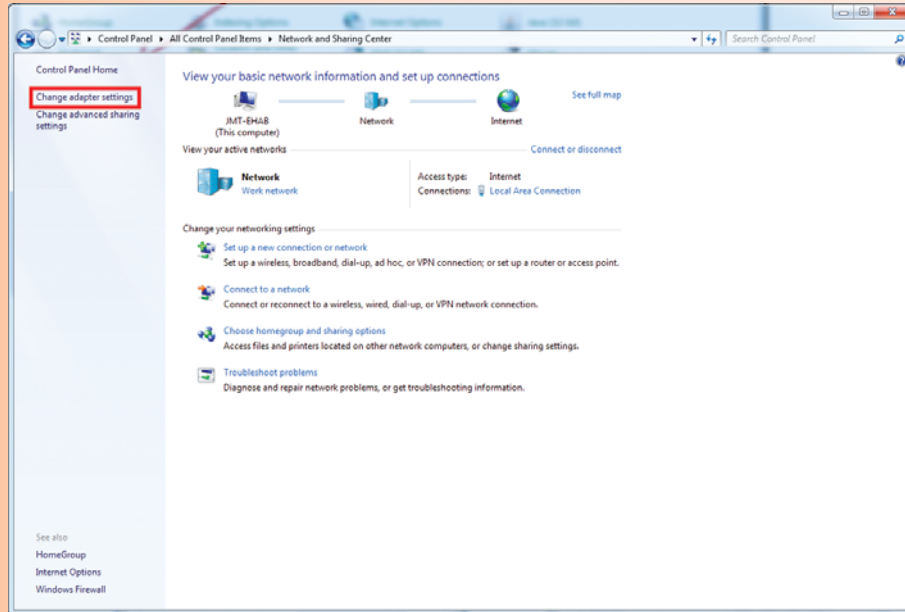 Control Panel ▸ All Control Panel Items ▸ Network and Sharing Center
Search Control Panel
Control Panel Home
Change adapter settings
Change advanced sharing
settings
View your basic network information and set up connections
See full map
JMT-EHAB
(This computer)
Network
Internet
View your active networks
Connect or disconnect
Network
Work network
Access type: Internet
Connections: Local Area Connection
Change your networking settings
Set up a new connection or network
Set up a wireless, broadband, dial-up, ad hoc, or VPN connection; or set up a router or access point.
Connect to a network
Connect or reconnect to a wireless, wired, dial-up, or VPN network connection.
Choose homegroup and sharing options
Access files and printers located on other network computers, or change sharing settings.
Troubleshoot problems
Diagnose and repair network problems, or get troubleshooting information.
See also
HomeGroup
Internet Options
Windows Firewall